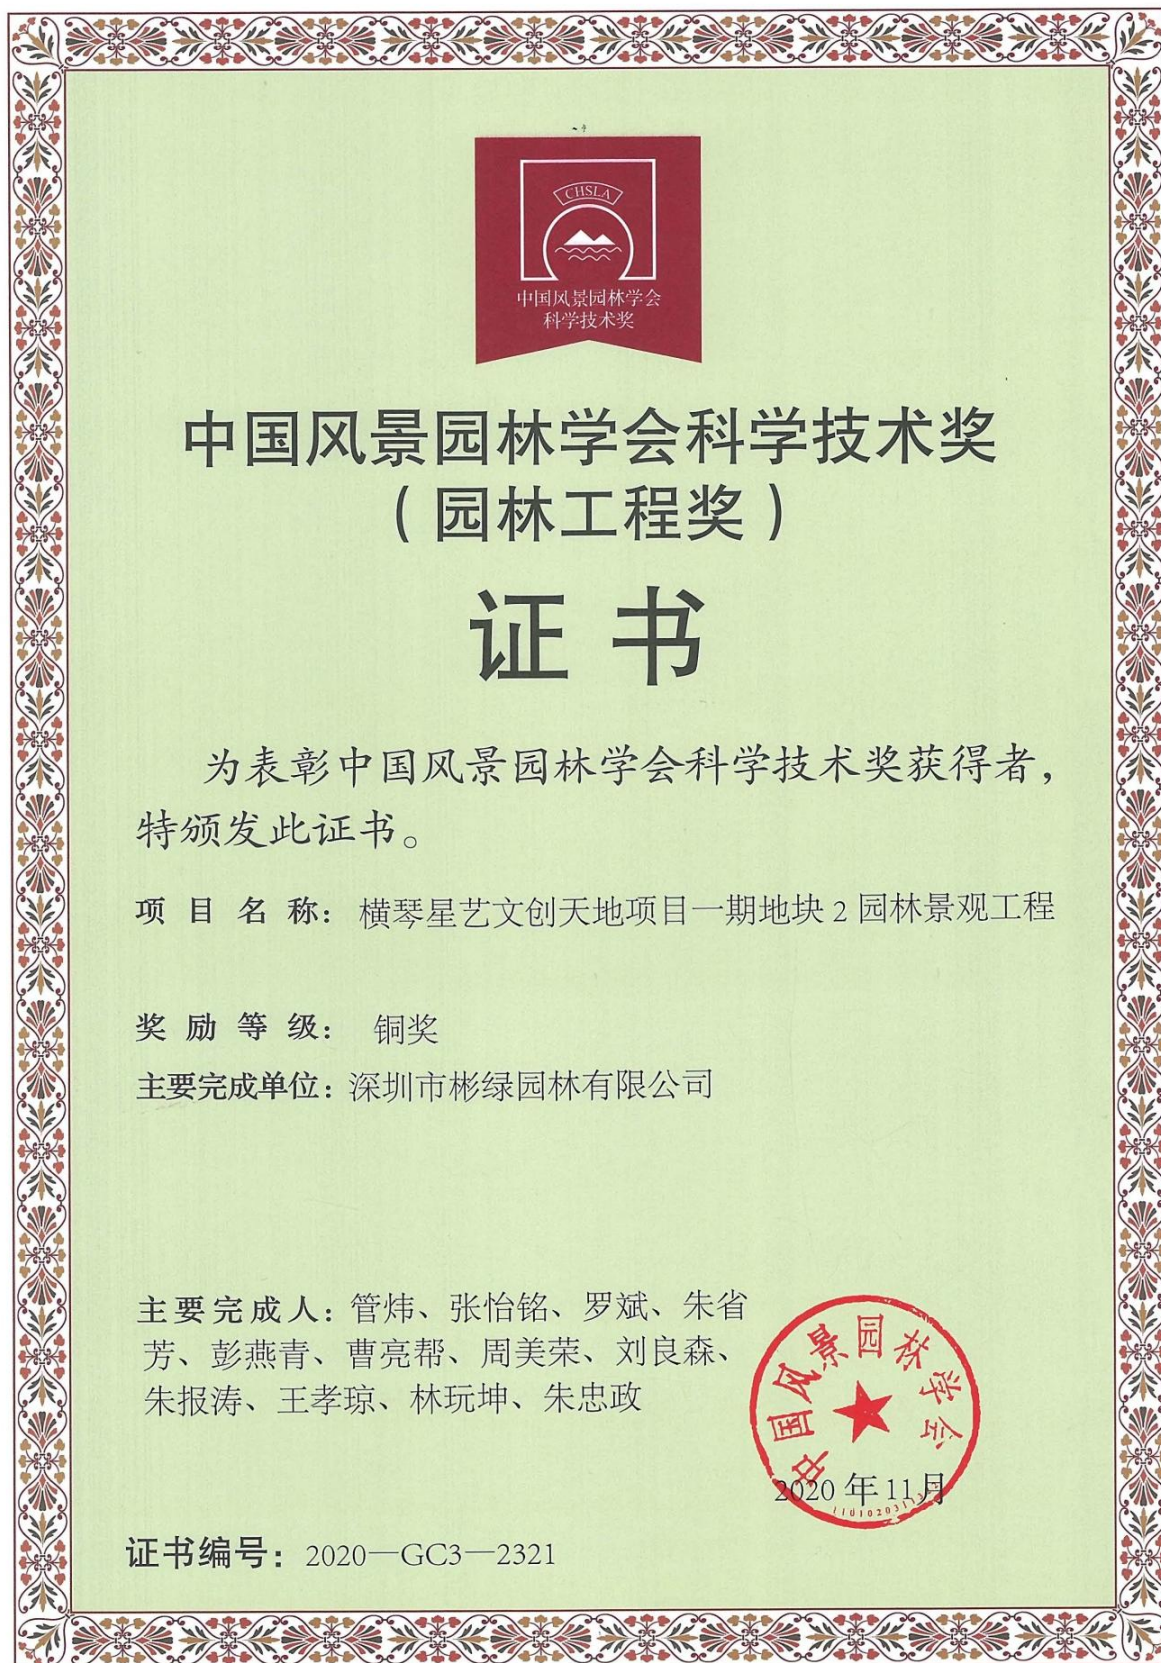 CHSLA
中国风景园林学会
科学技术奖
中国风景园林学会科学技术奖
（园林工程奖）
证书
为表彰中国风景园林学会科学技术奖获得者，
特颁发此证书。
项目名称：横琴星艺文创天地项目一期地块2园林景观工程
奖励等级：铜奖
主要完成单位：深圳市彬绿园林有限公司
主要完成人：管炜、张怡铭、罗斌、朱省
芳、彭燕青、曹亮帮、周美荣、刘良森、
朱报涛、王孝琼、林玩坤、朱忠政
中国风景园林学会
2020年11月
证书编号：2020—GC3—2321